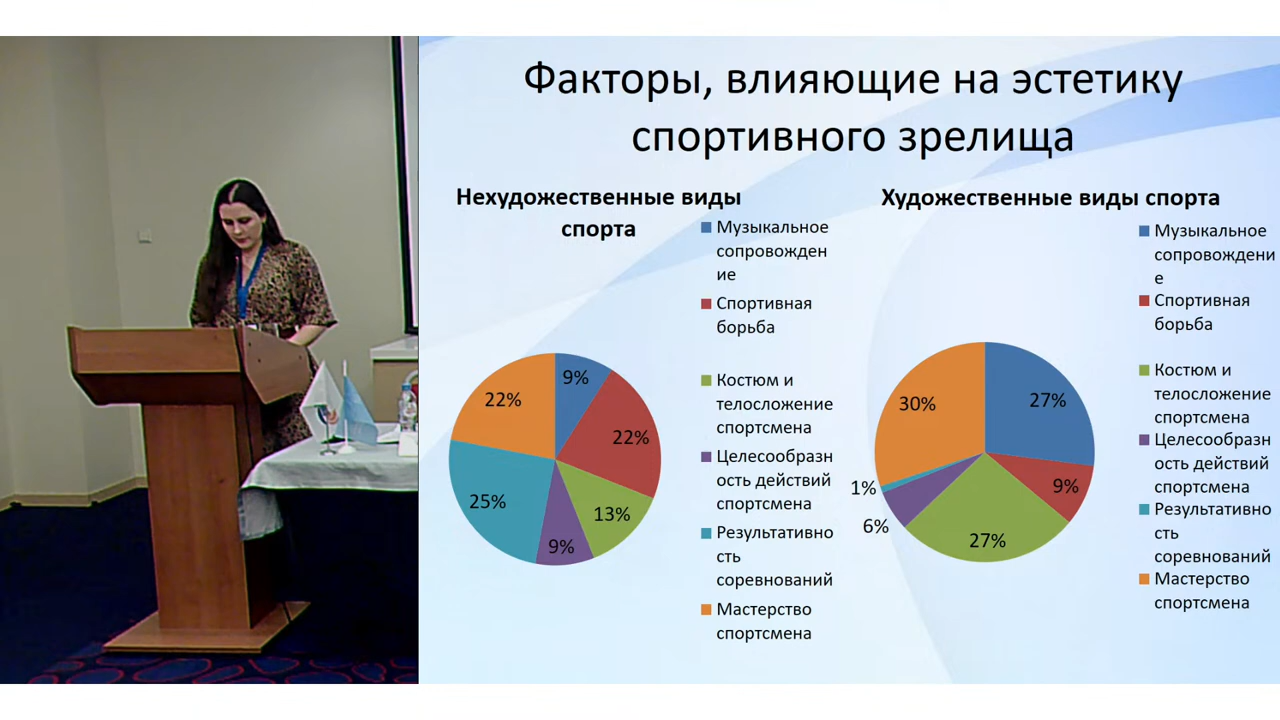 Факторы, влияющие на эстетику
спортивного зрелища
Нехудожественные виды
спорта
Музыкальное
сопровожден
ие
Спортивная
борьба
Костюм и
телосложение
спортсмена
Целесообразн
ость действий
спортсмена
Результативно
сть
соревнований
Мастерство
спортсмена
9%
22%
13%
9%
25%
22%
Художественные виды спорта
Музыкальное
сопровождени
е
Спортивная
борьба
Костюм и
телосложение
спортсмена
Целесообразн
ость действий
спортсмена
Результативно
сть
соревнований
Мастерство
спортсмена
27%
9%
27%
6%
1%
30%